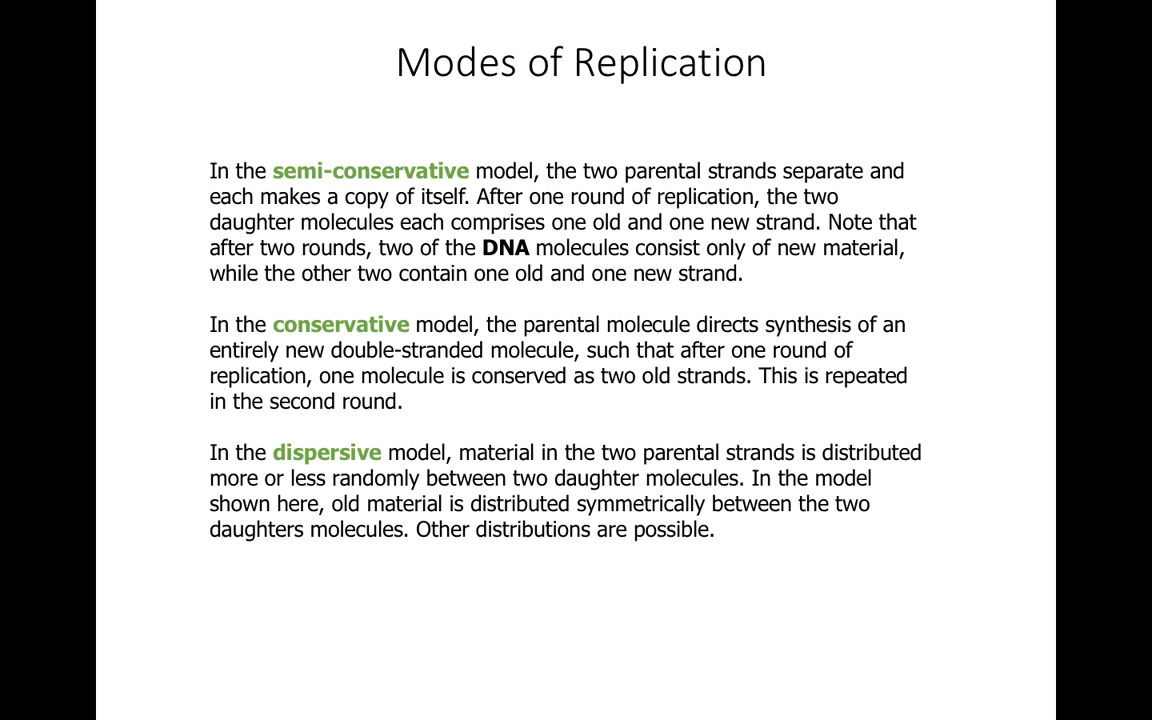 Modes of Replication
In the semi-conservative model, the two parental strands separate and
each makes a copy of itself. After one round of replication, the two
daughter molecules each comprises one old and one new strand. Note that
after two rounds, two of the DNA molecules consist only of new material,
while the other two contain one old and one new strand.
In the conservative model, the parental molecule directs synthesis of an
entirely new double-stranded molecule, such that after one round of
replication, one molecule is conserved as two old strands. This is repeated
in the second round.
In the dispersive model, material in the two parental strands is distributed
more or less randomly between two daughter molecules. In the model
shown here, old material is distributed symmetrically between the two
daughters molecules. Other distributions are possible.